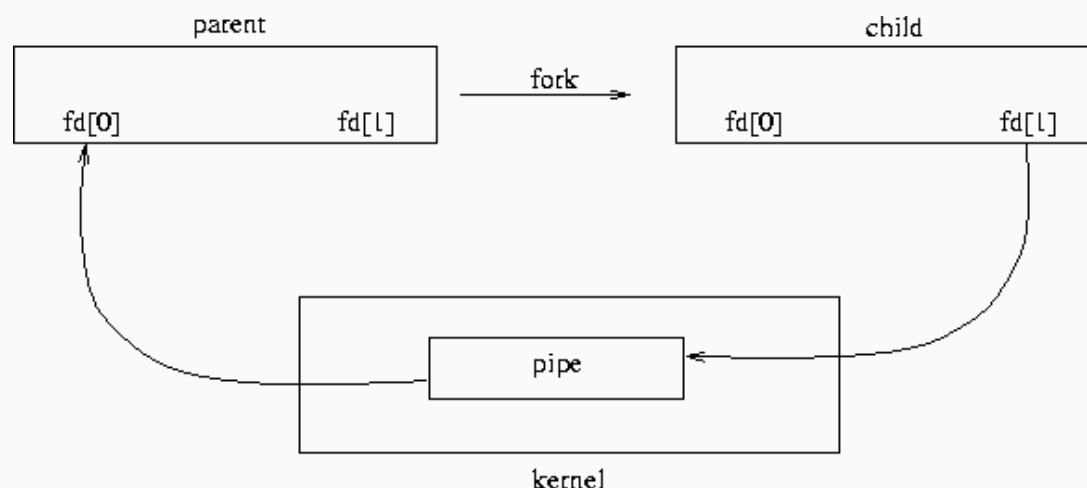 parent
child
fork
fd[0]
fd[1]
fd[0]
fd[1]
pipe
kernel